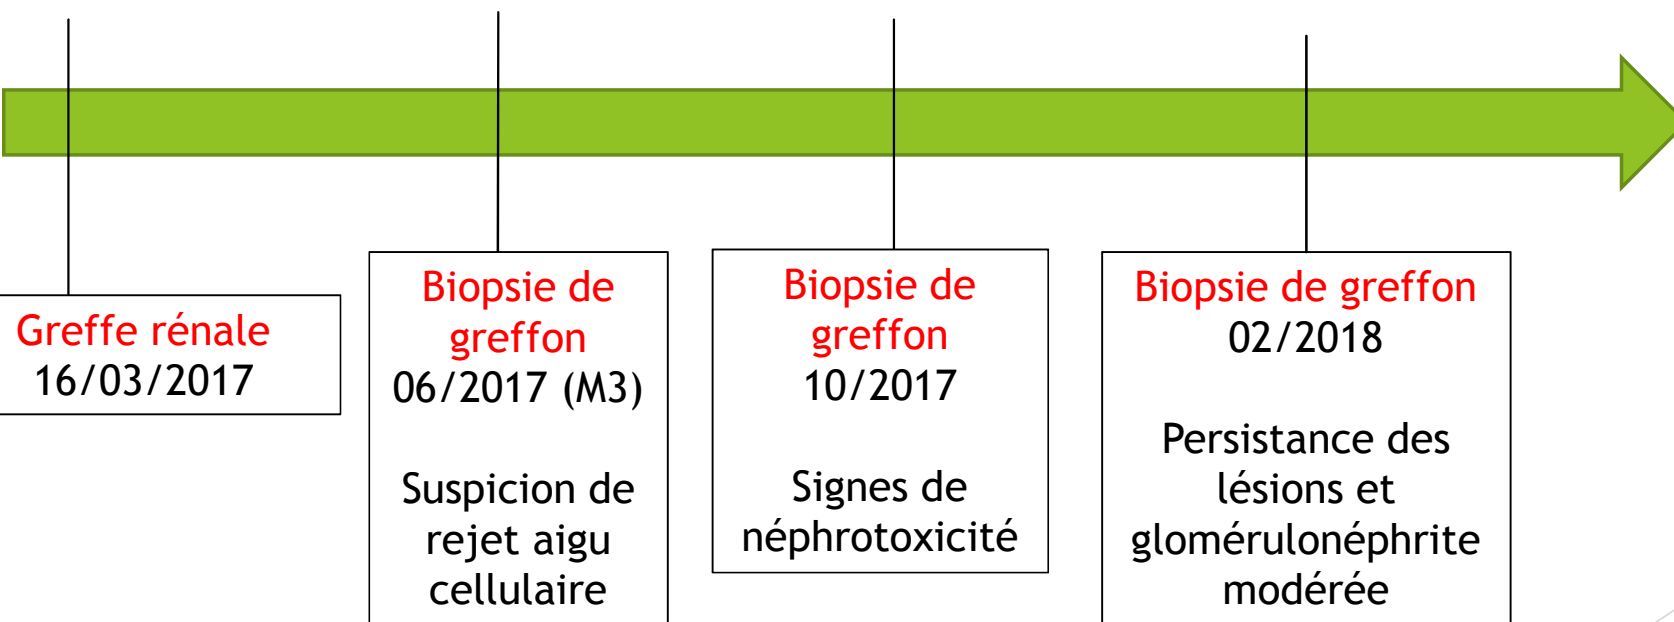 Greffe rénale
16/03/2017
Biopsie de
greffon
06/2017 (M3)
Suspicion de
rejet aigu
cellulaire
Biopsie de
greffon
10/2017
Signes de
néphrotoxicité
Biopsie de greffon
02/2018
Persistance des
lésions et
glomérulonéphrite
modérée